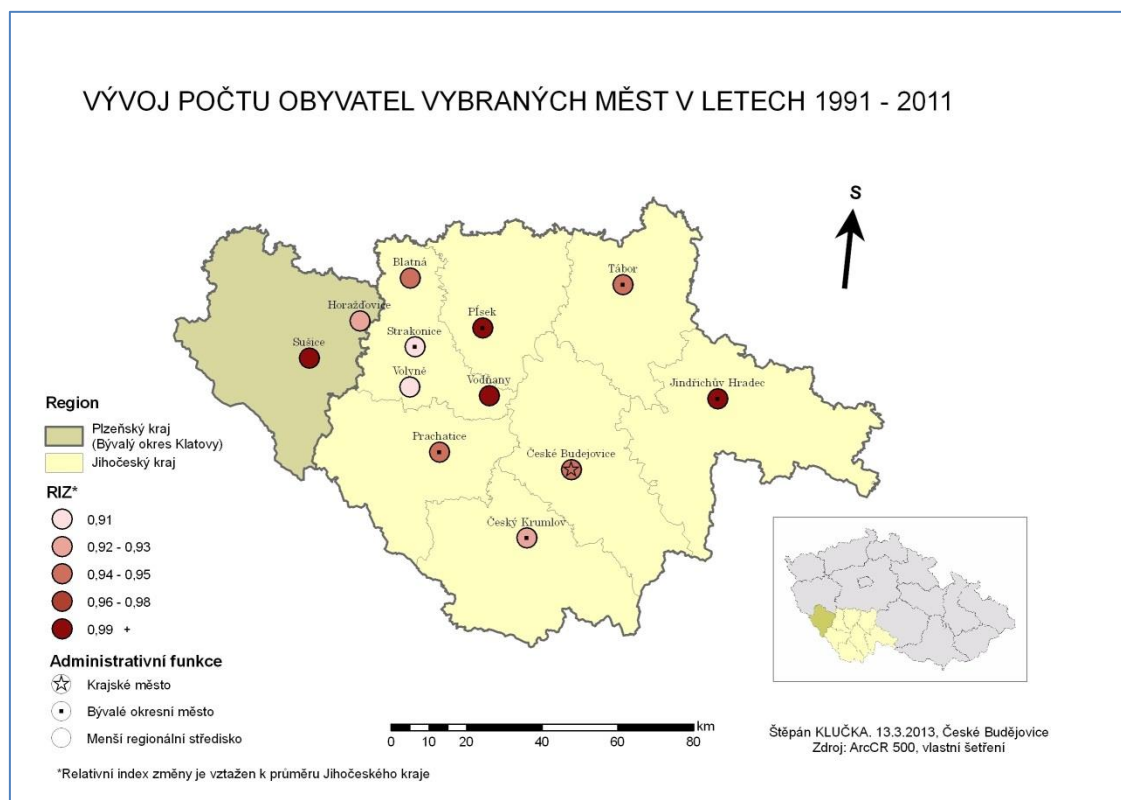 VÝVOJ POČTU OBYVATEL VYBRANÝCH MĚST V LETECH 1991 - 2011
S
Blatná
Tábor
Horažďovice
Písek
Strakonice
Sušice
Volyně
Vodňany
Jindřichův Hradec
Prachatice
České Budejovice
Český Krumlov
Region
Plzeňský kraj
(Bývalý okres Klatovy)
Jihočeský kraj
RIZ*
0,91
0,92 - 0,93
0,94 - 0,95
0,96 - 0,98
0,99 +
Administrativní funkce
Krajské město
Bývalé okresní město
Menší regionální středisko
km
0 10 20 40 60 80
Štěpán KLUČKA. 13.3.2013, České Budějovice
Zdroj: ArcCR 500, vlastní šetření
*Relativní index změny je vztažen k průměru Jihočeského kraje